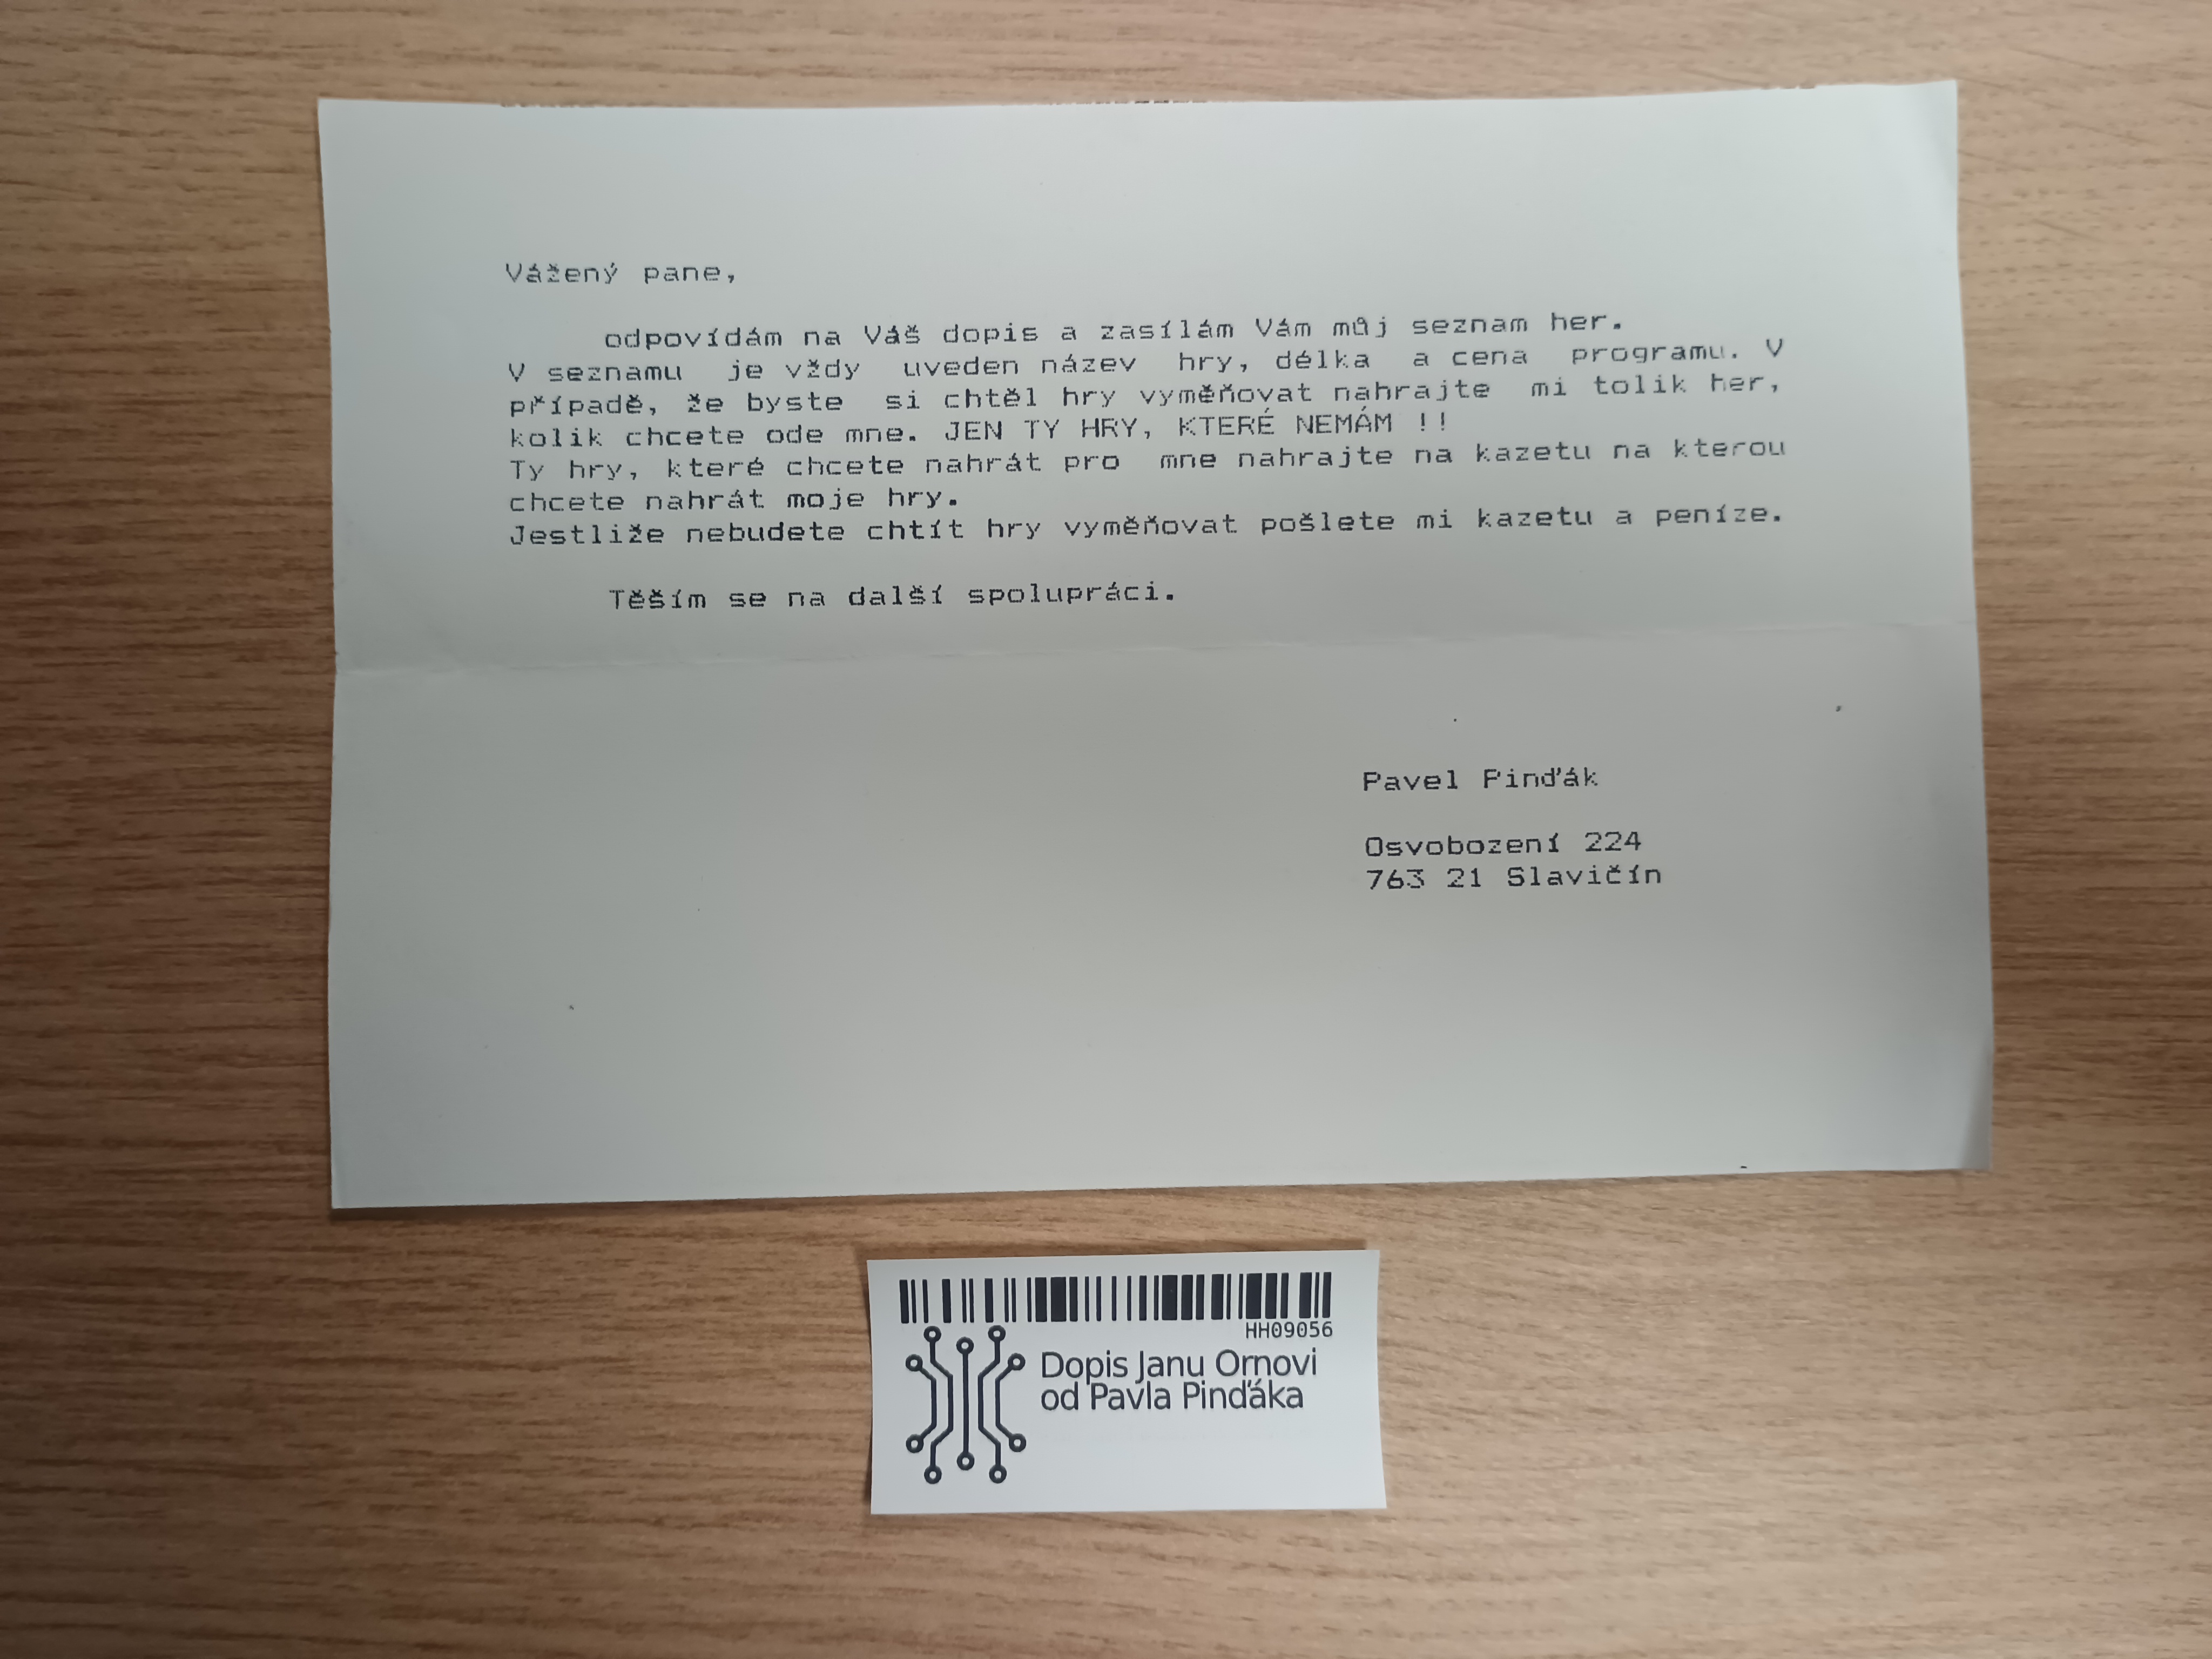 Vážený pane,
odpovídám na Váš dopis a zasílám Vám můj seznam her.
V seznamu je vždy uveden název hry, délka a cena programu. V
případě, že byste si chtěl hry vyměňovat nahrajte mi tolik her,
kolik chcete ode mne. JEN TY HRY, KTERÉ NEMÁM !!
Ty hry, které chcete nahrát pro mne nahrajte na kazetu na kterou
chcete nahrát moje hry.
Jestliže nebudete chtít hry vyměňovat pošlete mi kazetu a peníze.
Těším se na další spolupráci.
Pavel Pinďák
Osvobození 224
763 21 Slavičín
HH09056
Dopis Janu Ornovi
od Pavla Pinďáka